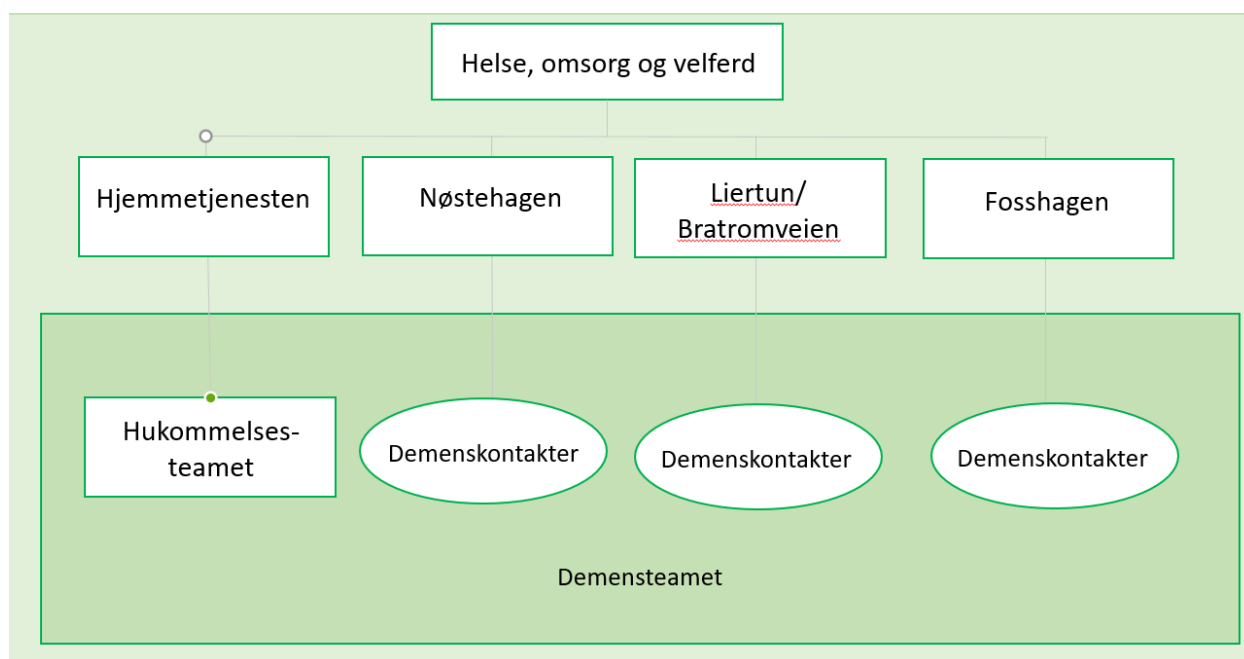 Helse, omsorg og velferd
Hjemmetjenesten
Nøstehagen
Liertun/
Bratromveien
Fosshagen
Hukommelses-
teamet
Demenskontakter
Demenskontakter
Demenskontakter
Demensteamet